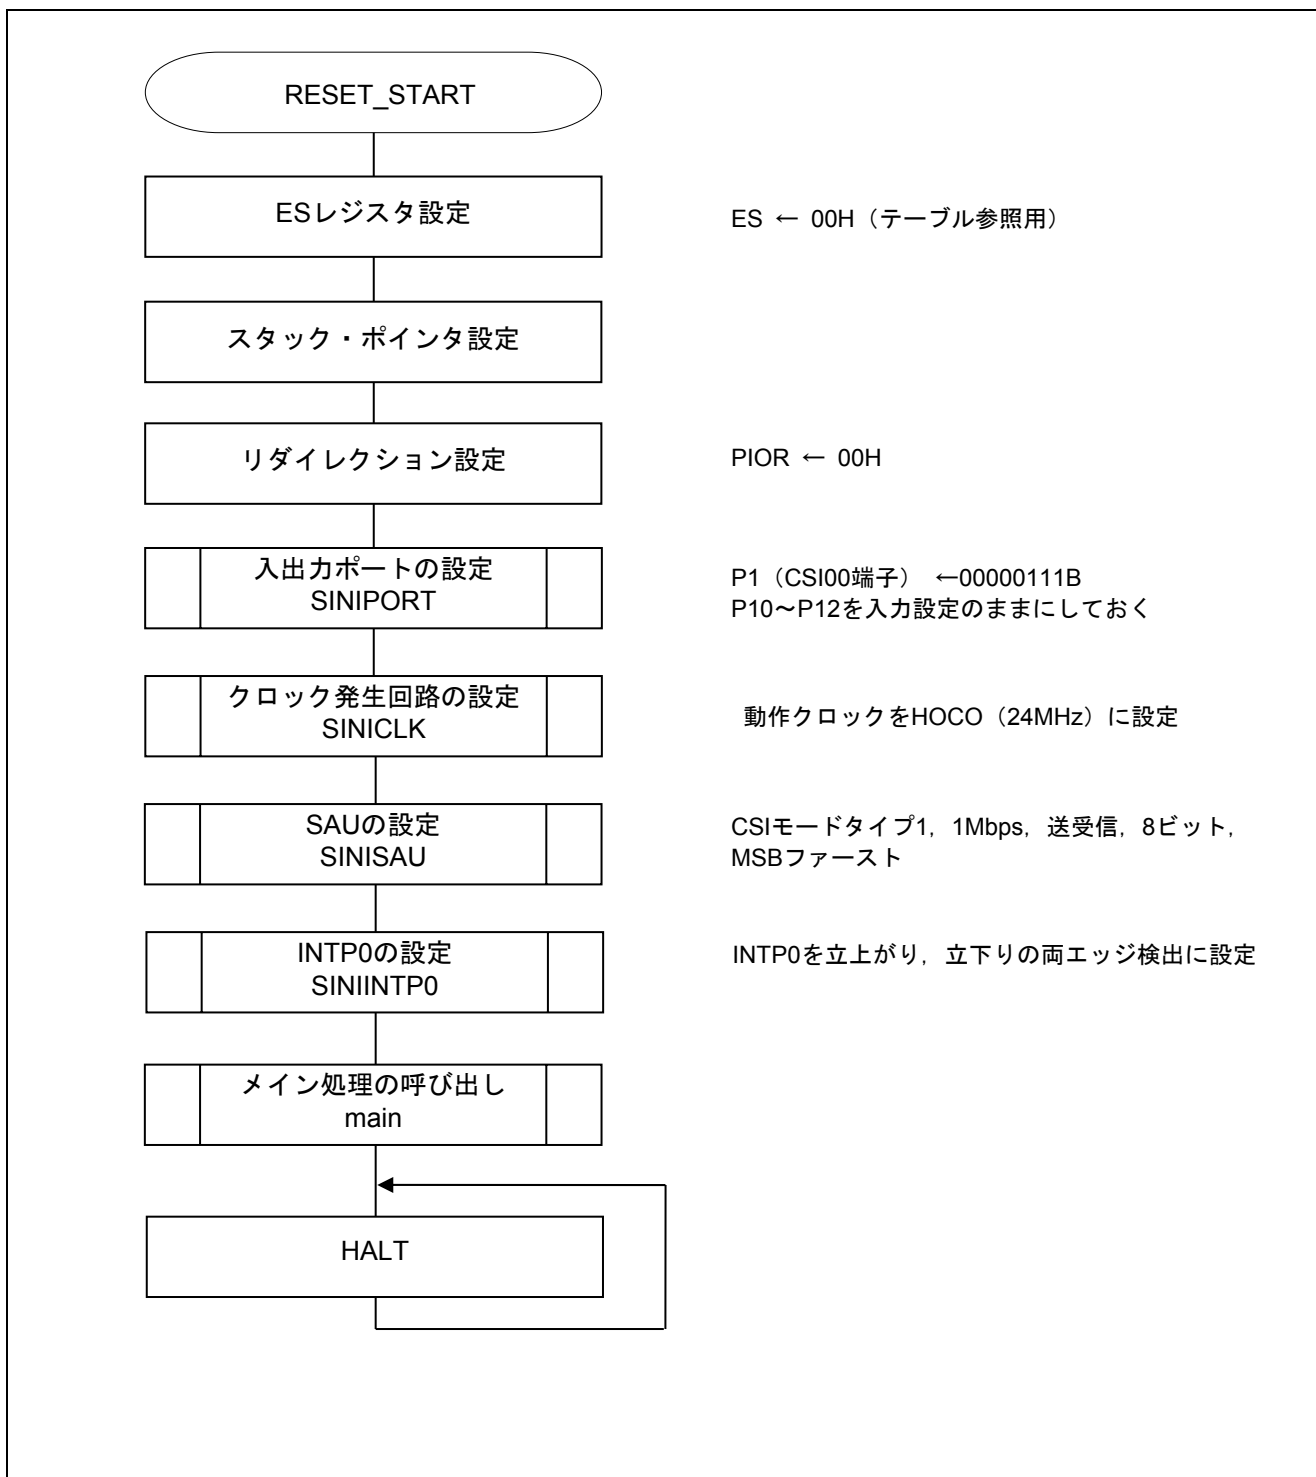 RESET_START
ESレジスタ設定
ES ← 00H（テーブル参照用）
スタック・ポインタ設定
リダイレクション設定
PIOR ← 00H
入出力ポートの設定
SINIPORT
P1（CSI00端子） ←00000111B
P10～P12を入力設定のままにしておく
クロック発生回路の設定
SINICLK
動作クロックをHOCO（24MHz）に設定
SAUの設定
SINISAU
CSIモードタイプ1，1Mbps，送受信，8ビット，
MSBファースト
INTP0の設定
SINIINTP0
INTP0を立上がり，立下りの両エッジ検出に設定
メイン処理の呼び出し
main
HALT